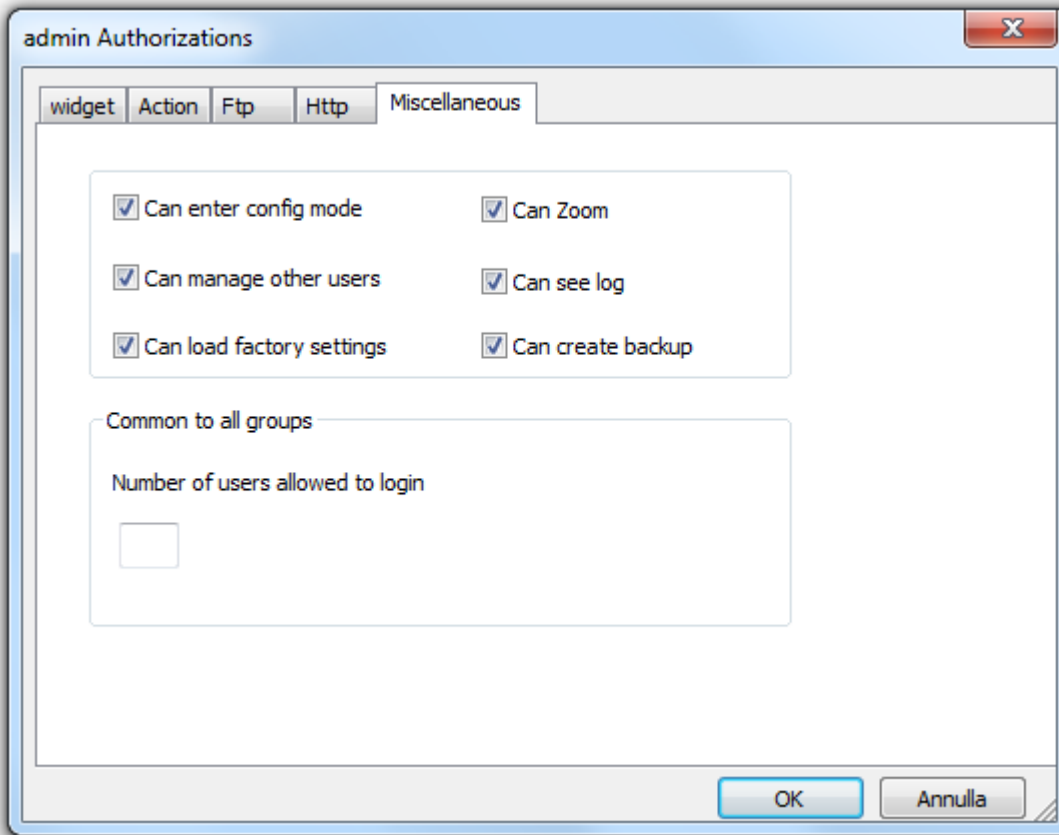 admin Authorizations
widget Action Ftp Http Miscellaneous
Can enter config mode Can Zoom
Can manage other users Can see log
Can load factory settings Can create backup
Common to all groups
Number of users allowed to login
OK Annulla